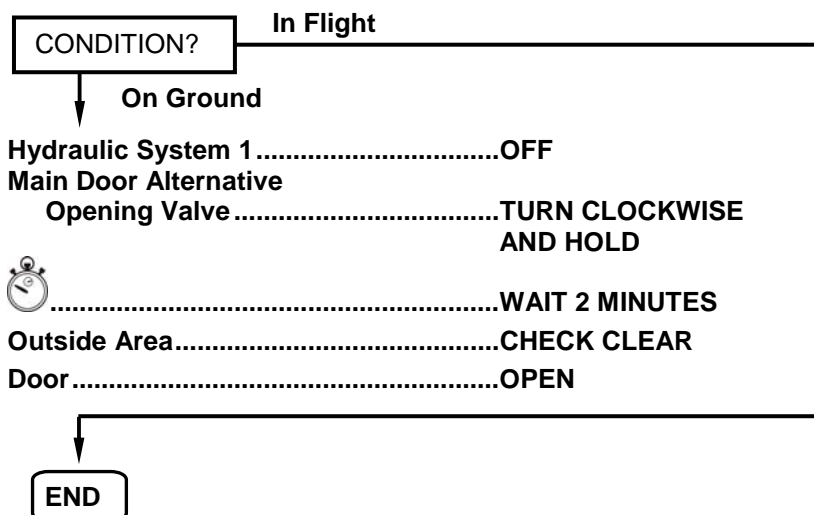 In Flight
CONDITION?
On Ground
Hydraulic System 1.................................OFF
Main Door Alternative
Opening Valve....................................TURN CLOCKWISE
AND HOLD
.............................................................WAIT 2 MINUTES
Outside Area............................................CHECK CLEAR
Door..........................................................OPEN
END